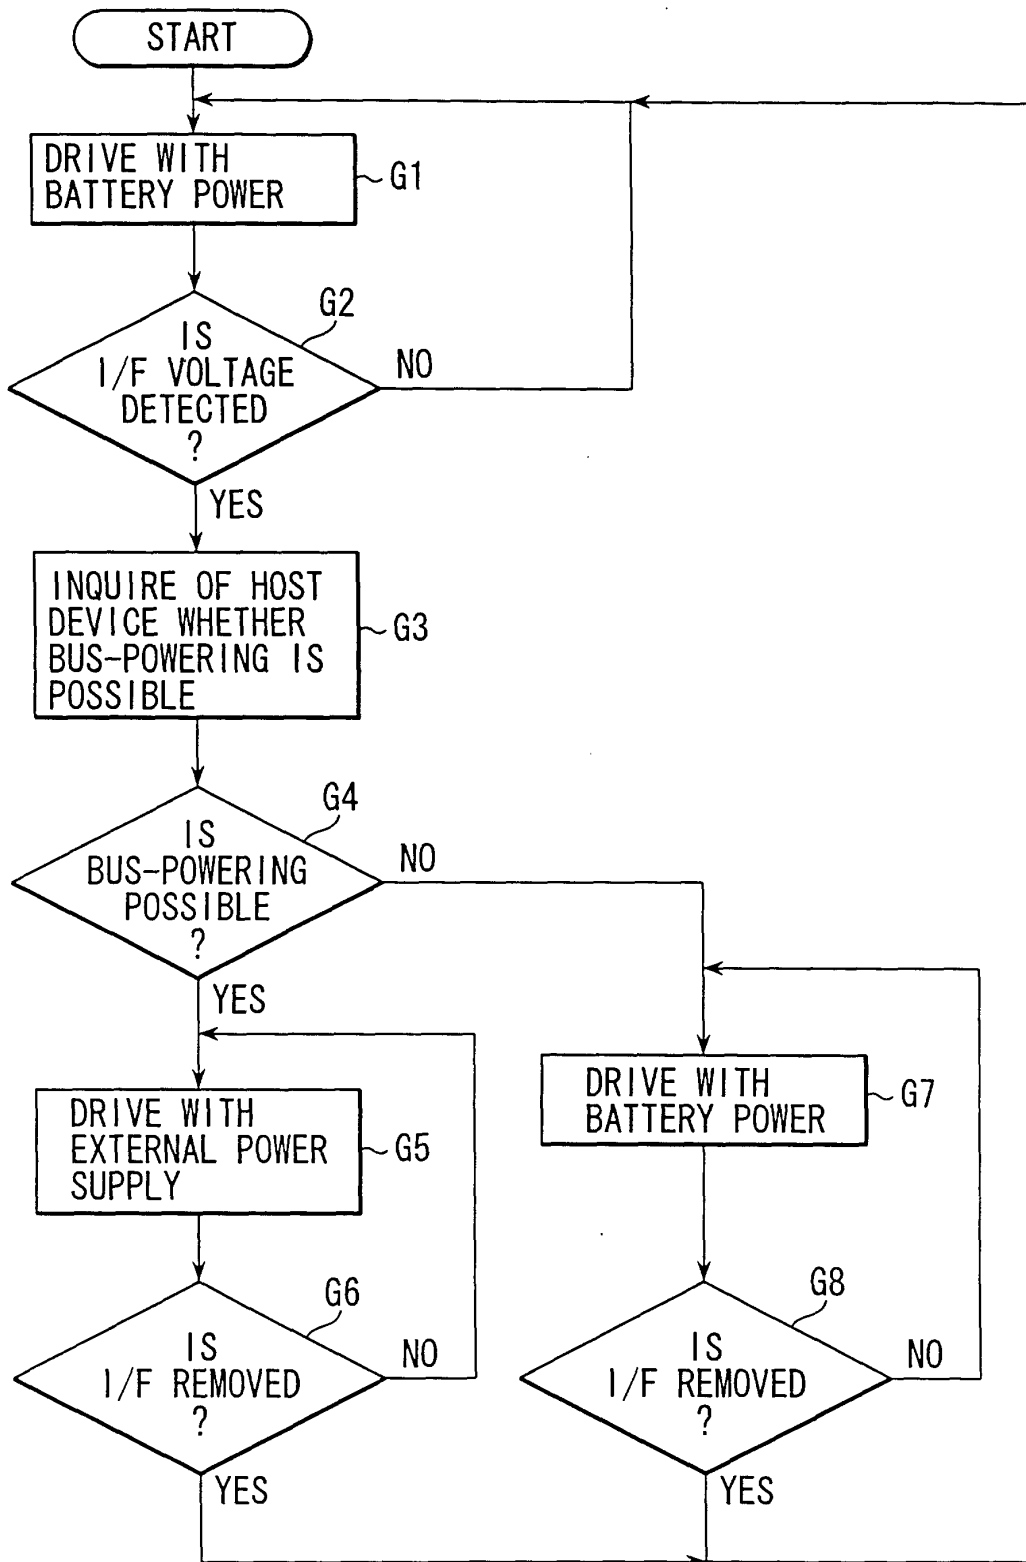 START
DRIVE WITH
BATTERY POWER
G1
G2
IS
I/F VOLTAGE
DETECTED
?
NO
YES
INQUIRE OF HOST
DEVICE WHETHER
BUS-POWERING IS
POSSIBLE
G3
G4
IS
BUS-POWERING
POSSIBLE
?
NO
YES
DRIVE WITH
EXTERNAL POWER
SUPPLY
G5
DRIVE WITH
BATTERY POWER
G7
G6
IS
I/F REMOVED
?
NO
YES
G8
IS
I/F REMOVED
?
NO
YES